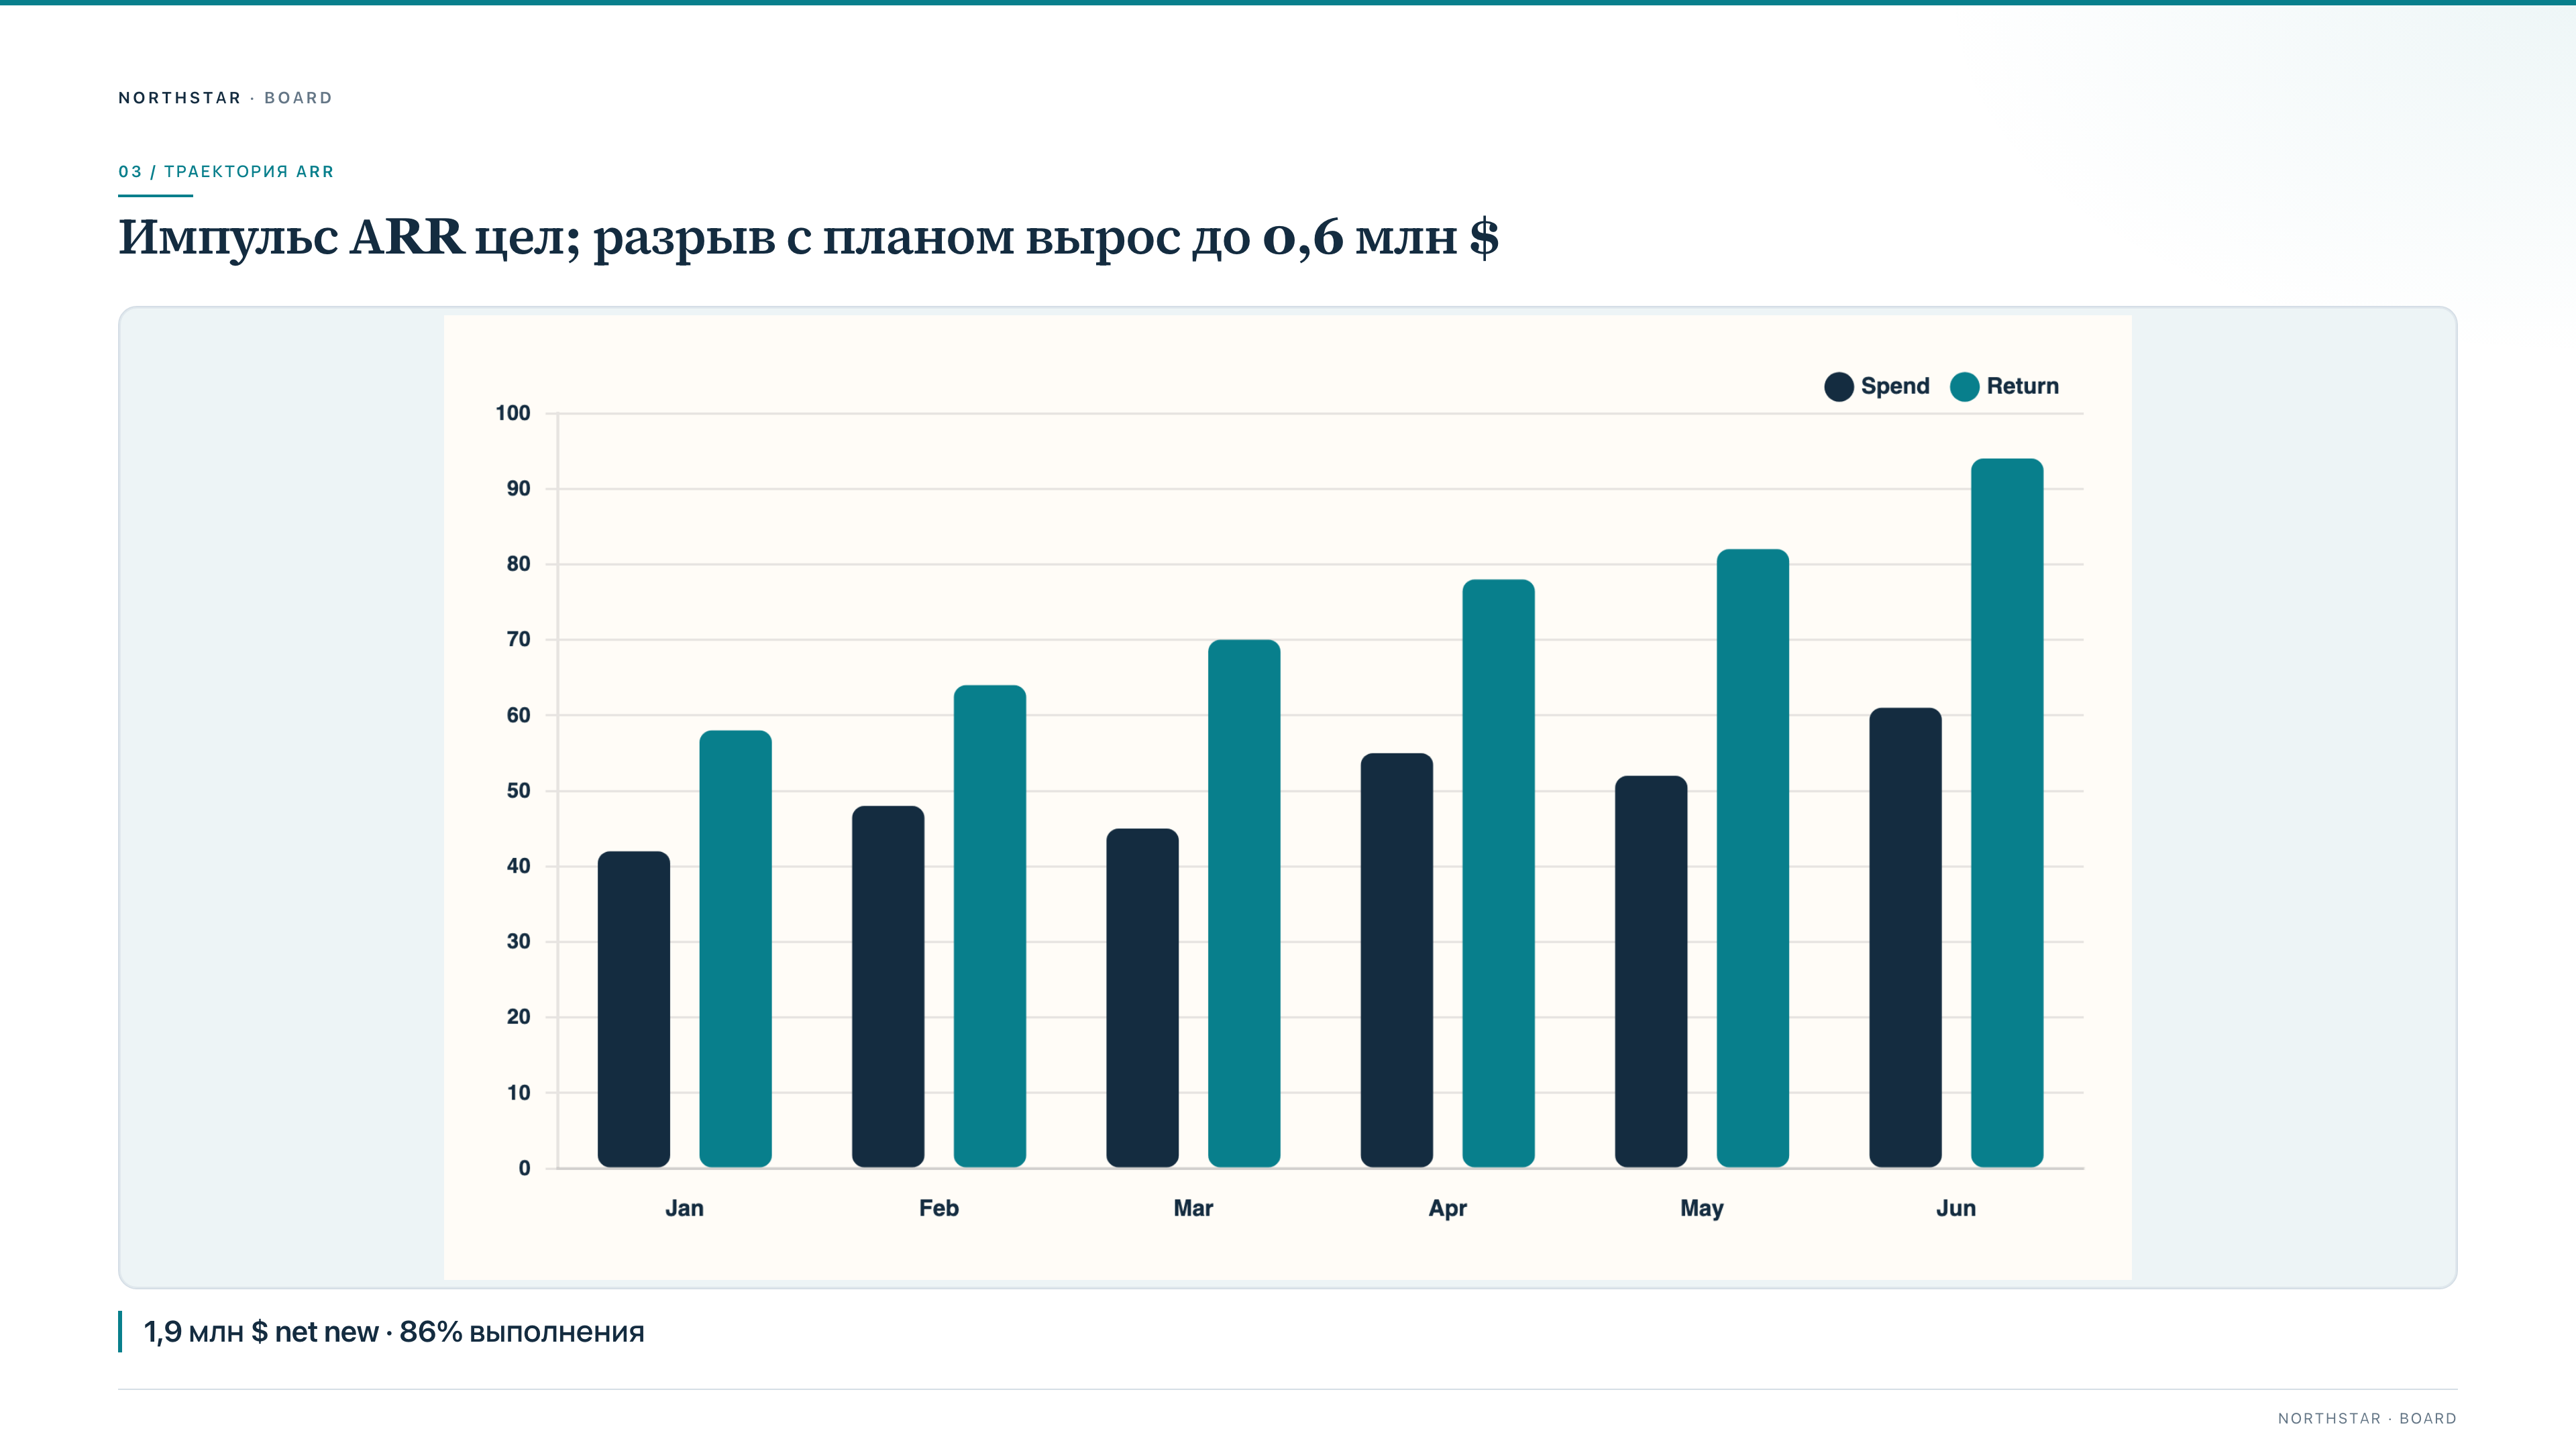 NORTHSTAR · BOARD
03 / ТРАЕКТОРИЯ ARR
Импульс ARR цел; разрыв с планом вырос до 0,6 млн $
Spend Return
100
90
80
70
60
50
40
30
20
10
0
Jan Feb Mar Apr May Jun
1,9 млн $ net new · 86% выполнения
NORTHSTAR · BOARD